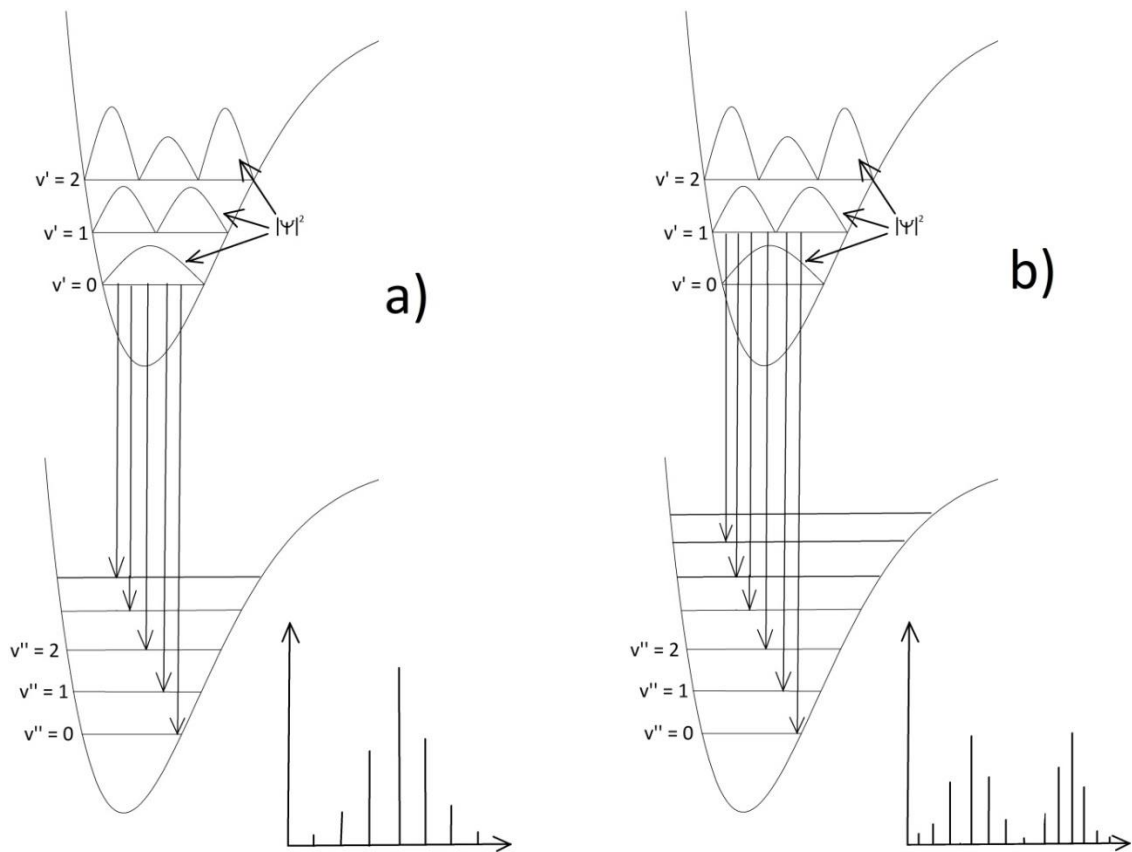 v' = 2
v' = 1
v' = 0
|Ψ|²
a)
v'' = 2
v'' = 1
v'' = 0
v' = 2
v' = 1
v' = 0
|Ψ|²
b)
v'' = 2
v'' = 1
v'' = 0